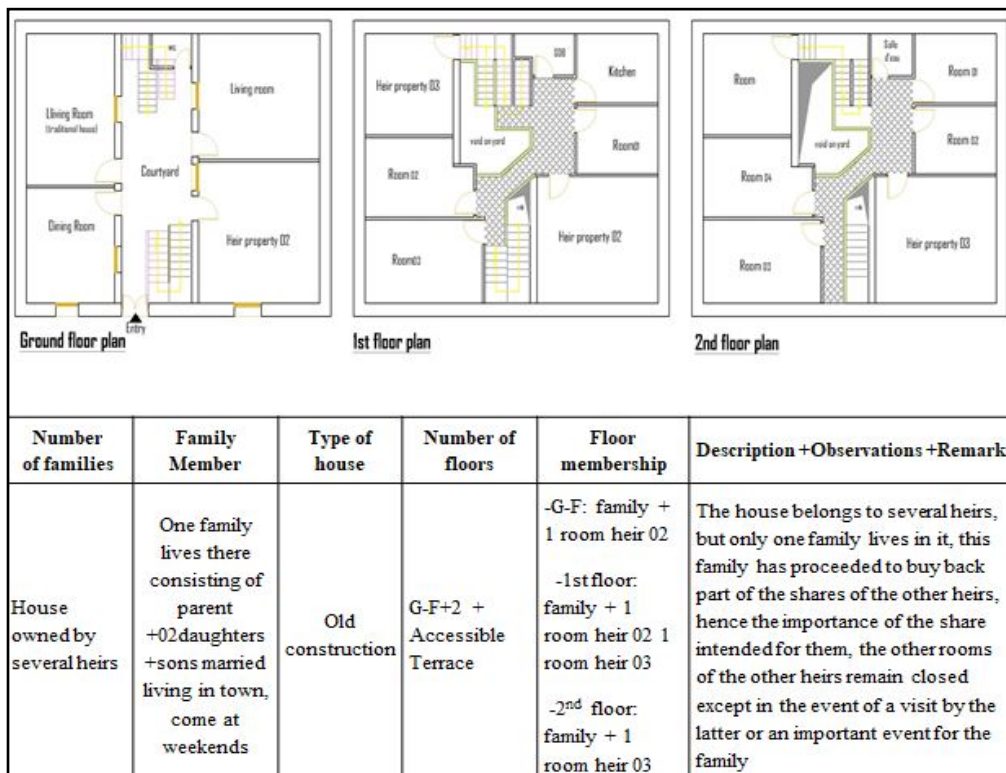 WC
Lliving Room
(traditional house)
Living room
Courtyard
Dining Room
Heir property 02
Entry
Ground floor plan
Heir property 03
Kitchen
void on yard
Room01
Room 02
Room03
Heir property 02
1st floor plan
Room
Salle
d'eau
Room 01
void on yard
Room 02
Room 04
Room 03
Heir property 03
2nd floor plan
Number
of families
Family
Member
Type of
house
Number of
floors
Floor
membership
Description +Observations +Remark
House
owned by
several heirs
One family
lives there
consisting of
parent
+02daughters
+sons married
living in town,
come at
weekends
Old
construction
G-F+2 +
Accessible
Terrace
-G-F: family +
1 room heir 02
-1st floor:
family + 1
room heir 02 1
room heir 03
-2nd floor:
family + 1
room heir 03
The house belongs to several heirs,
but only one family lives in it, this
family has proceeded to buy back
part of the shares of the other heirs,
hence the importance of the share
intended for them, the other rooms
of the other heirs remain closed
except in the event of a visit by the
latter or an important event for the
family